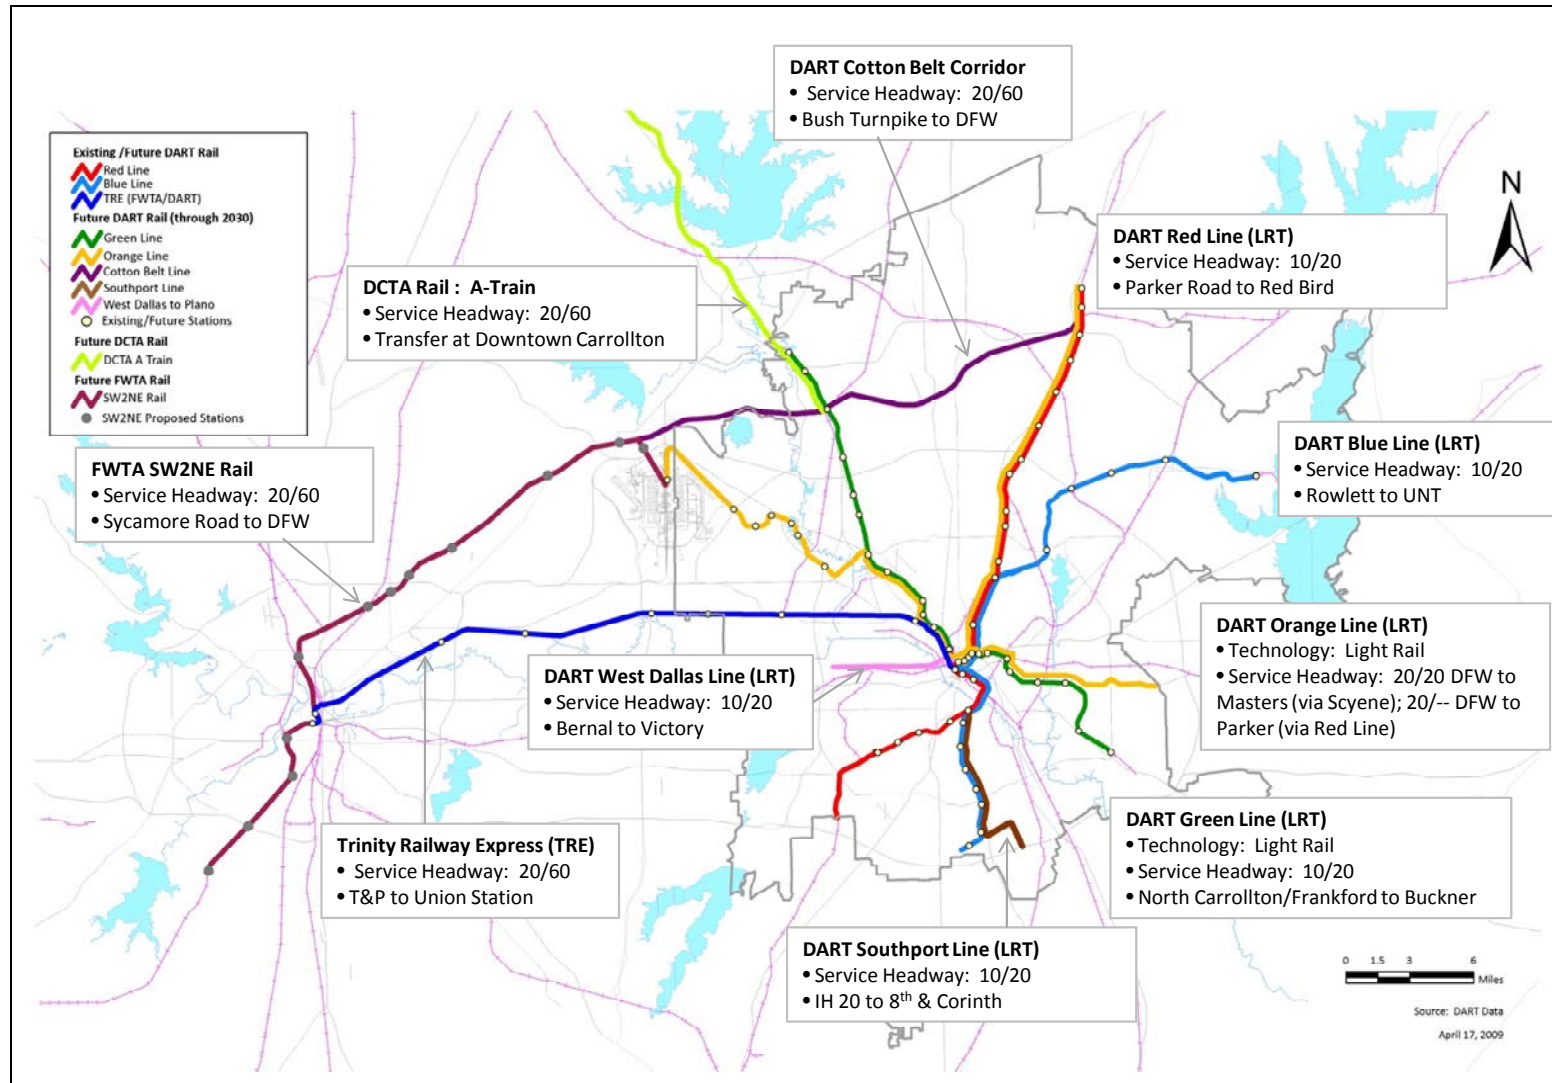 DART Cotton Belt Corridor
• Service Headway: 20/60
• Bush Turnpike to DFW
Existing /Future DART Rail
Red Line
Blue Line
TRE (FWTA/DART)
Future DART Rail (through 2030)
Green Line
Orange Line
Cotton Belt Line
Southport Line
West Dallas to Plano
Existing/Future Stations
Future DCTA Rail
DCTA A Train
Future FWTA Rail
SW2NE Rail
SW2NE Proposed Stations
N
DART Red Line (LRT)
• Service Headway: 10/20
• Parker Road to Red Bird
DCTA Rail : A-Train
• Service Headway: 20/60
• Transfer at Downtown Carrollton
DART Blue Line (LRT)
• Service Headway: 10/20
• Rowlett to UNT
FWTA SW2NE Rail
• Service Headway: 20/60
• Sycamore Road to DFW
DART Orange Line (LRT)
• Technology: Light Rail
• Service Headway: 20/20 DFW to
Masters (via Scyene); 20/-- DFW to
Parker (via Red Line)
DART West Dallas Line (LRT)
• Service Headway: 10/20
• Bernal to Victory
DART Green Line (LRT)
• Technology: Light Rail
• Service Headway: 10/20
• North Carrollton/Frankford to Buckner
Trinity Railway Express (TRE)
• Service Headway: 20/60
• T&P to Union Station
DART Southport Line (LRT)
• Service Headway: 10/20
• IH 20 to 8th & Corinth
0 1.5 3 6
Miles
Source: DART Data
April 17, 2009